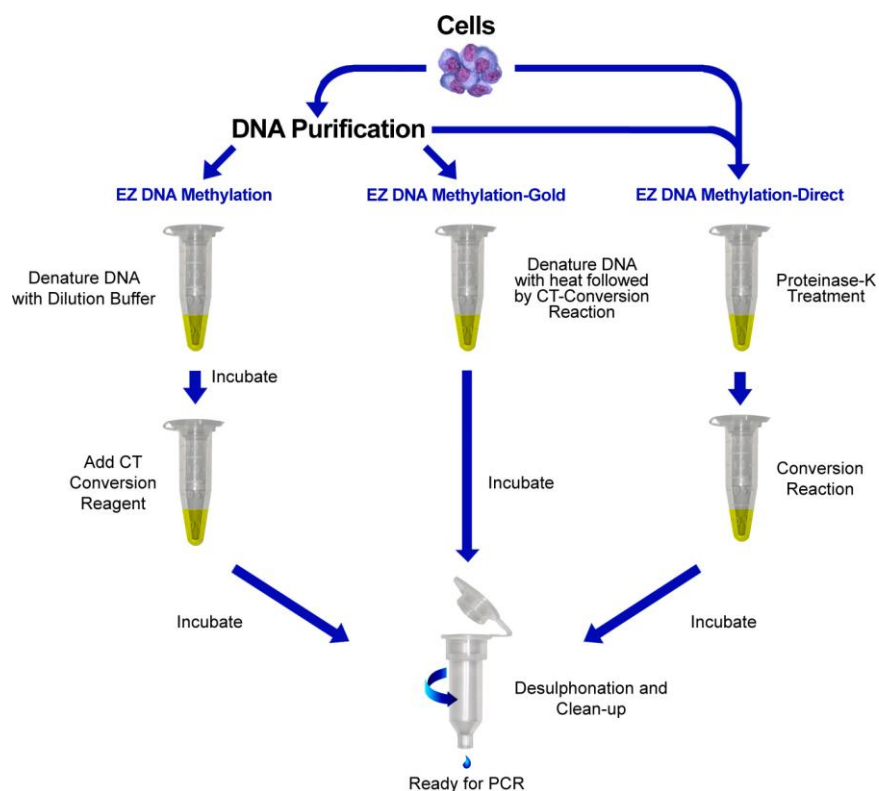 Cells
DNA Purification
EZ DNA Methylation
EZ DNA Methylation-Gold
EZ DNA Methylation-Direct
Denature DNA
with Dilution Buffer
Denature DNA
with heat followed
by CT-Conversion
Reaction
Proteinase-K
Treatment
Incubate
Add CT
Conversion
Reagent
Incubate
Conversion
Reaction
Incubate
Incubate
Desulphonation and
Clean-up
Ready for PCR